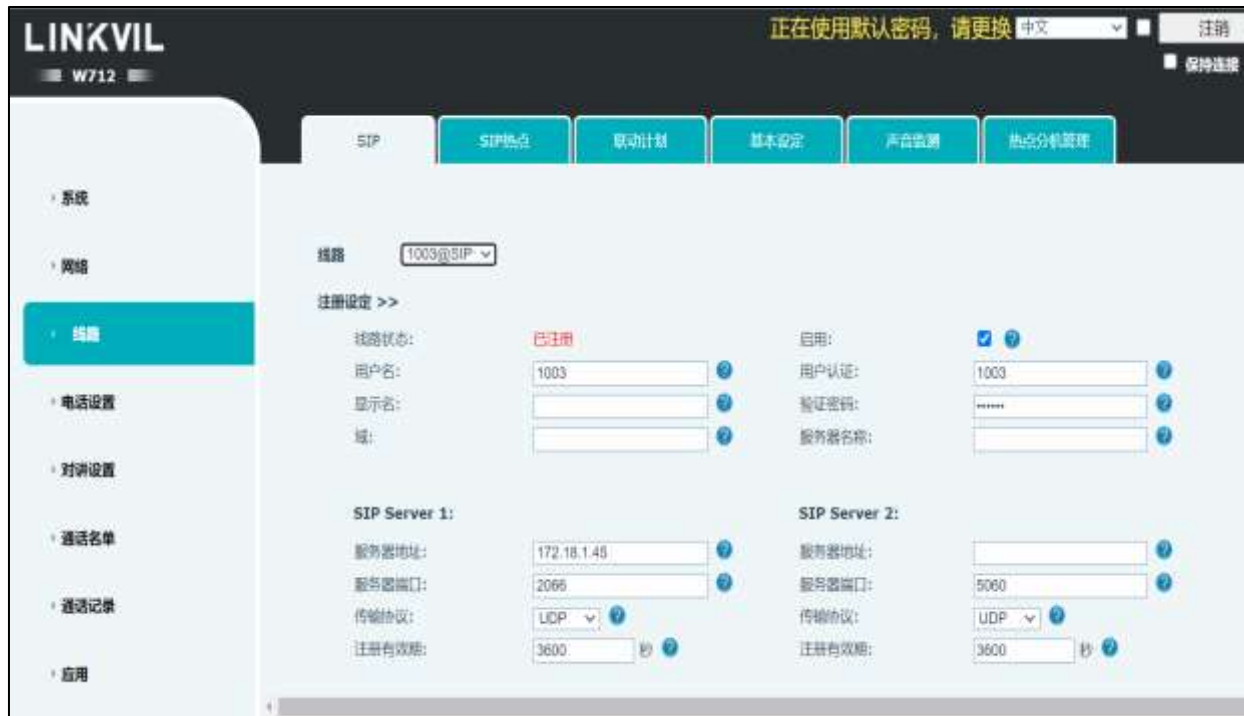 LINKVIL
W712
正在使用默认密码，请更换 中文 注销
保持连接
SIP SIP热点 联动计划 基本设定 声音监测 热点分机管理
系统
网络
线路
电话设置
对讲设置
通话名单
通话记录
应用
线路 1003@SIP
注册设定 >>
线路状态: 已注册 启用:
用户名: 1003 用户认证: 1003
显示名: 验证密码: •••••••
域: 服务器名称:
SIP Server 1: SIP Server 2:
服务器地址: 172.18.1.45 服务器地址:
服务器端口: 2066 服务器端口: 5060
传输协议: UDP 传输协议: UDP
注册有效期: 3600 秒 注册有效期: 3600 秒